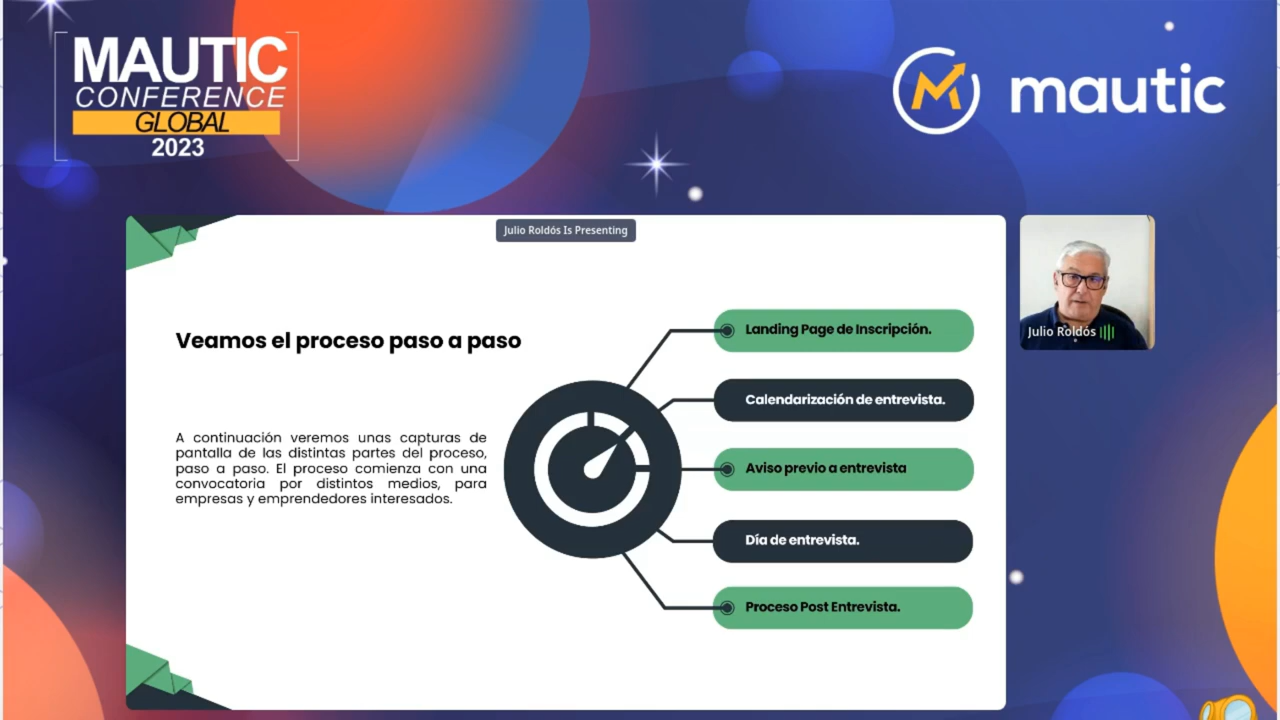 MAUTIC
CONFERENCE
GLOBAL
2023
mautic
Julio Roldós Is Presenting
Veamos el proceso paso a paso
A continuación veremos unas capturas de
pantalla de las distintas partes del proceso,
paso a paso. El proceso comienza con una
convocatoria por distintos medios, para
empresas y emprendedores interesados.
Landing Page de Inscripción.
Calendarización de entrevista.
Aviso previo a entrevista
Día de entrevista.
Proceso Post Entrevista.
Julio Roldós